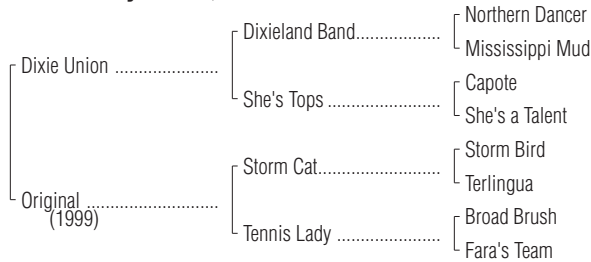 Northern Dancer
Dixieland Band..................
Mississippi Mud
Dixie Union ......................
Capote
She's Tops ........................
She's a Talent
Storm Bird
Storm Cat..........................
Terlingua
Original ............................
(1999)
Broad Brush
Tennis Lady ......................
Fara's Team